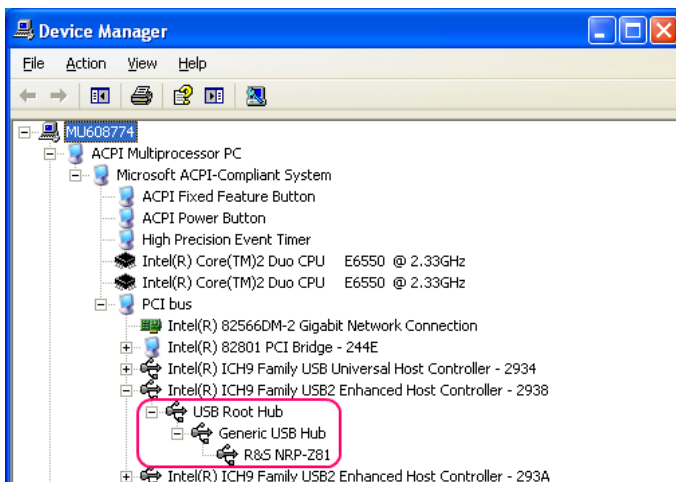 Device Manager
File Action View Help
MU608774
ACPI Multiprocessor PC
Microsoft ACPI-Compliant System
ACPI Fixed Feature Button
ACPI Power Button
High Precision Event Timer
Intel(R) Core(TM)2 Duo CPU E6550 @ 2.33GHz
Intel(R) Core(TM)2 Duo CPU E6550 @ 2.33GHz
PCI bus
Intel(R) 82566DM-2 Gigabit Network Connection
Intel(R) 82801 PCI Bridge - 244E
Intel(R) ICH9 Family USB Universal Host Controller - 2934
Intel(R) ICH9 Family USB2 Enhanced Host Controller - 2938
USB Root Hub
Generic USB Hub
R&S NRP-Z81
Intel(R) ICH9 Family USB2 Enhanced Host Controller - 293A